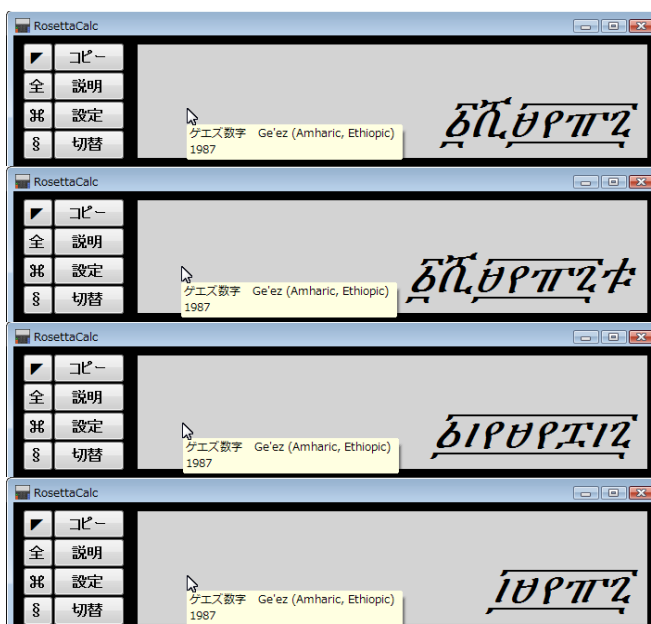 RosettaCalc
◤ コピー
全 説明
⌘ 設定
§ 切替
፩ሺ፱፻፹፯
ゲエズ数字 Ge'ez (Amharic, Ethiopic)
1987
RosettaCalc
◤ コピー
全 説明
⌘ 設定
§ 切替
፩ሺ፱፻፹፯ቱ
ゲエズ数字 Ge'ez (Amharic, Ethiopic)
1987
RosettaCalc
◤ コピー
全 説明
⌘ 設定
§ 切替
፩፲፻፱፻፰፲፯
ゲエズ数字 Ge'ez (Amharic, Ethiopic)
1987
RosettaCalc
◤ コピー
全 説明
⌘ 設定
§ 切替
፲፱፻፹፯
ゲエズ数字 Ge'ez (Amharic, Ethiopic)
1987